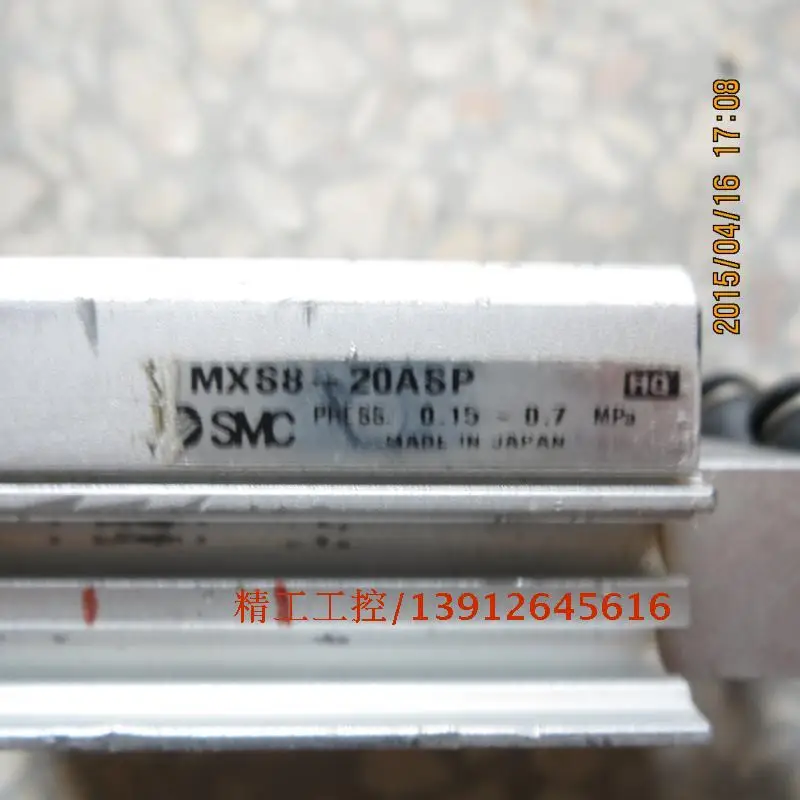 2015/04/16 17:08
MXS8-20ASP HQ
SMC PRESS. 0.15 - 0.7 MPa
MADE IN JAPAN
精工工控/13912645616